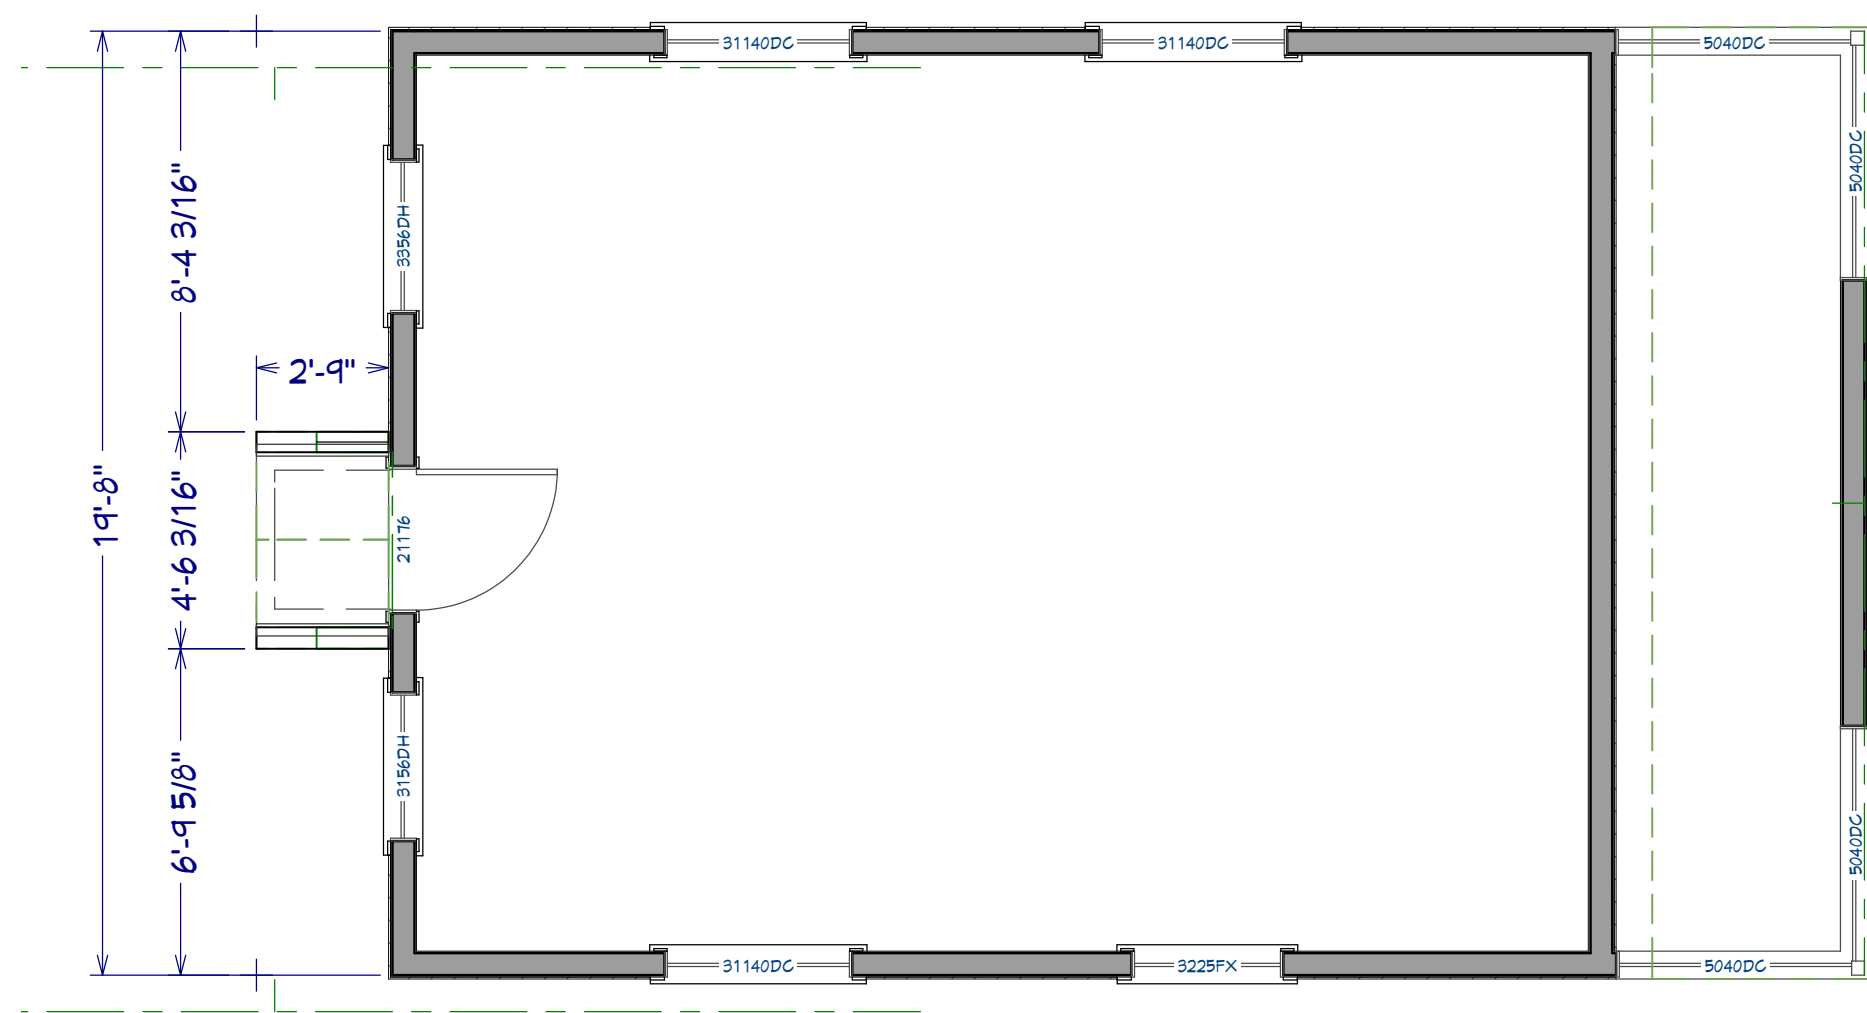 31140DC
31140DC
5040DC
5040DC
8'-4 3/16"
3356DH
2'-9"
19'-8"
4'-6 3/16"
21176
6'-9 5/8"
3156DH
5040DC
31140DC
3225FX
5040DC